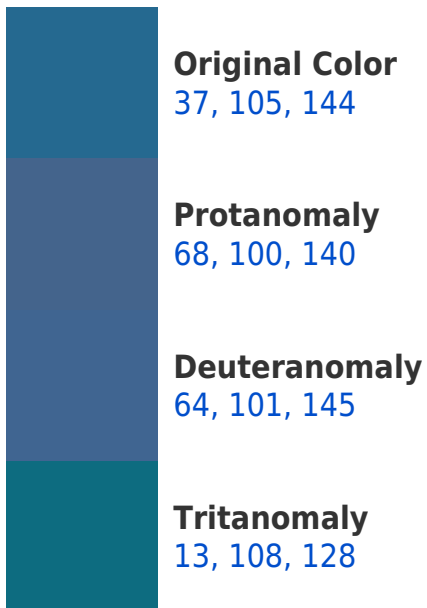 Original Color
37, 105, 144
Protanomaly
68, 100, 140
Deuteranomaly
64, 101, 145
Tritanomaly
13, 108, 128